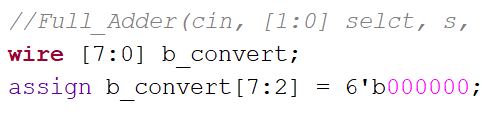 //Full_Adder(cin, [1:0] selct, s,
wire [7:0] b_convert;
assign b_convert[7:2] = 6'b000000;